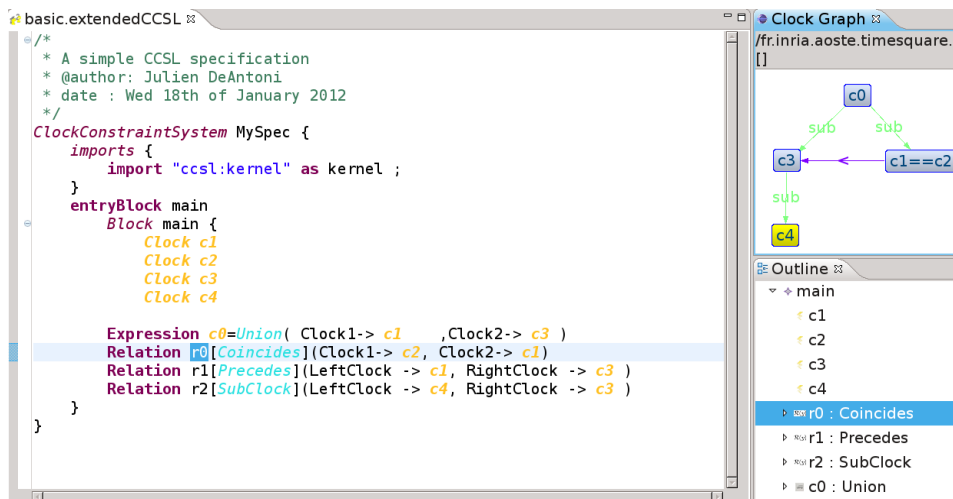 basic.extendedCCSL
/*
* A simple CCSL specification
* @author: Julien DeAntoni
* date : Wed 18th of January 2012
*/
ClockConstraintSystem MySpec {
imports {
import "ccsl:kernel" as kernel ;
}
entryBlock main
Block main {
Clock c1
Clock c2
Clock c3
Clock c4
Expression c0=Union( Clock1-> c1 ,Clock2-> c3 )
Relation r0[Coincides](Clock1-> c2, Clock2-> c1)
Relation r1[Precedes](LeftClock -> c1, RightClock -> c3 )
Relation r2[SubClock](LeftClock -> c4, RightClock -> c3 )
}
}
Clock Graph
/fr.inria.aoste.timesquare.
[]
c0
sub sub
c3 c1==c2
sub
c4
Outline
main
c1
c2
c3
c4
r0 : Coincides
r1 : Precedes
r2 : SubClock
c0 : Union